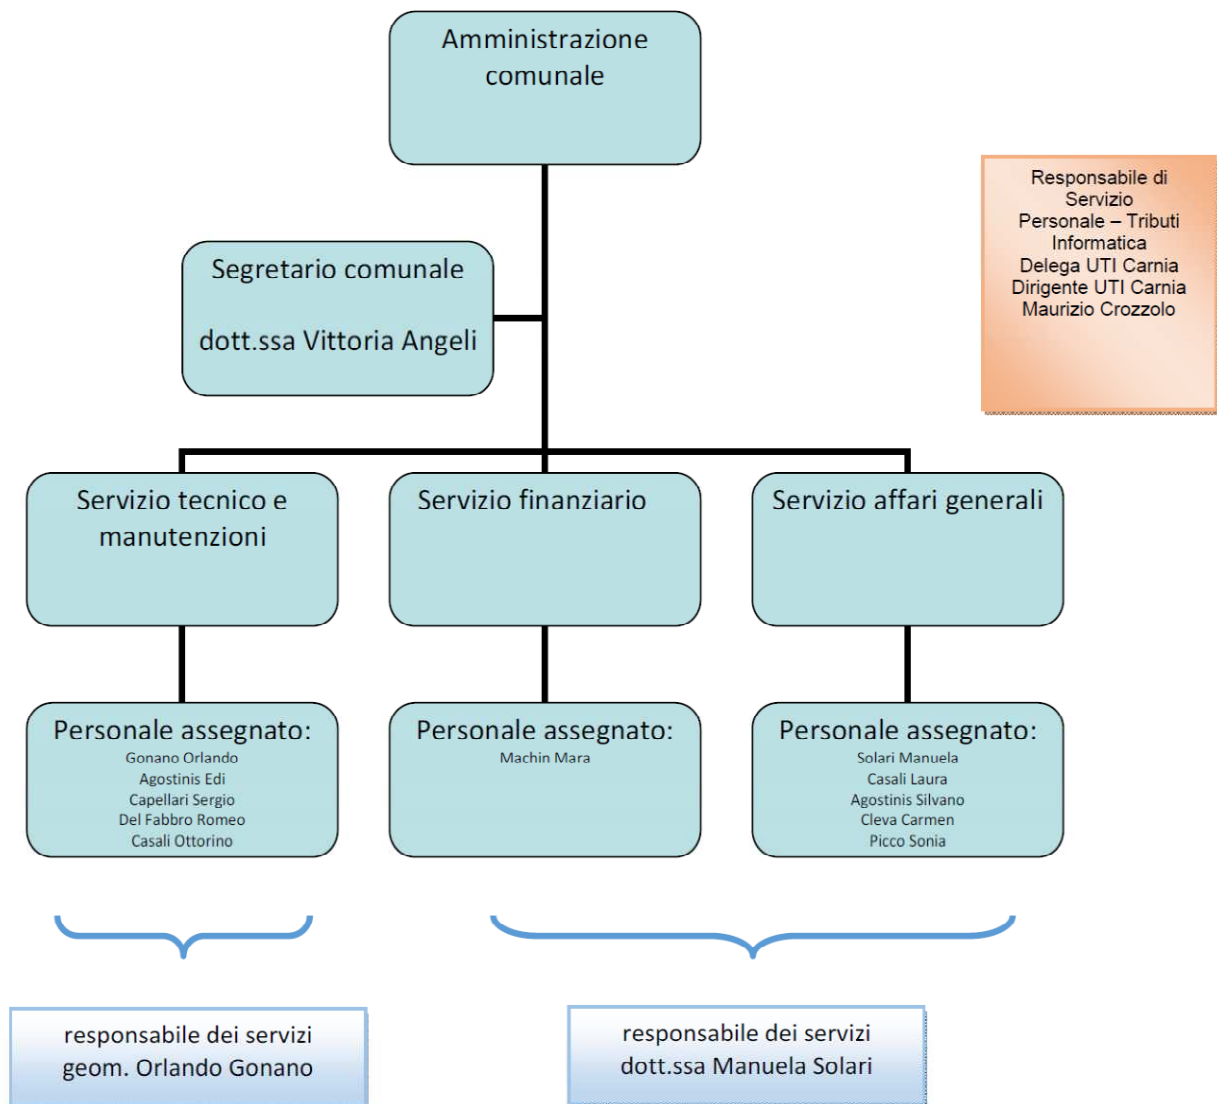 Amministrazione
comunale
Responsabile di
Servizio
Personale – Tributi
Informatica
Delega UTI Carnia
Dirigente UTI Carnia
Maurizio Crozzolo
Segretario comunale
dott.ssa Vittoria Angeli
Servizio tecnico e
manutenzioni
Servizio finanziario
Servizio affari generali
Personale assegnato:
Gonano Orlando
Agostinis Edi
Capellari Sergio
Del Fabbro Romeo
Casali Ottorino
Personale assegnato:
Machin Mara
Personale assegnato:
Solari Manuela
Casali Laura
Agostinis Silvano
Cleva Carmen
Picco Sonia
responsabile dei servizi
geom. Orlando Gonano
responsabile dei servizi
dott.ssa Manuela Solari